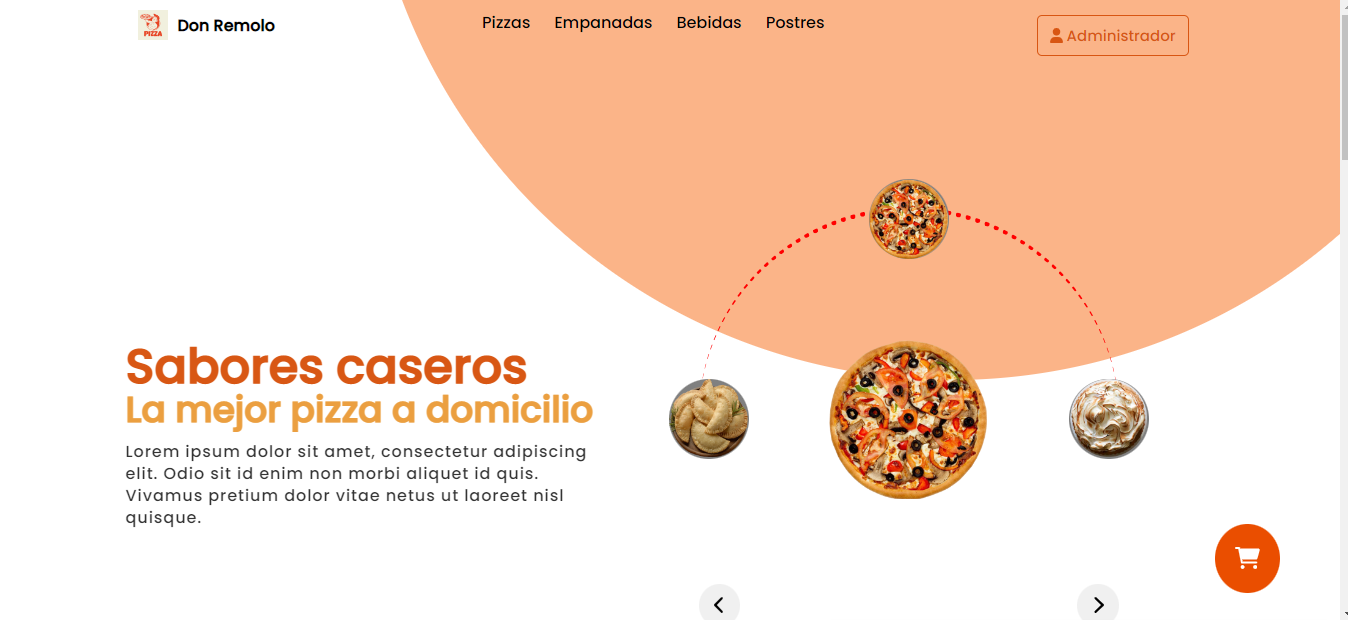 PIZZA
Don Remolo
Pizzas
Empanadas
Bebidas
Postres
Administrador
Sabores caseros
La mejor pizza a domicilio
Lorem ipsum dolor sit amet, consectetur adipiscing
elit. Odio sit id enim non morbi aliquet id quis.
Vivamus pretium dolor vitae netus ut laoreet nisl
quisque.